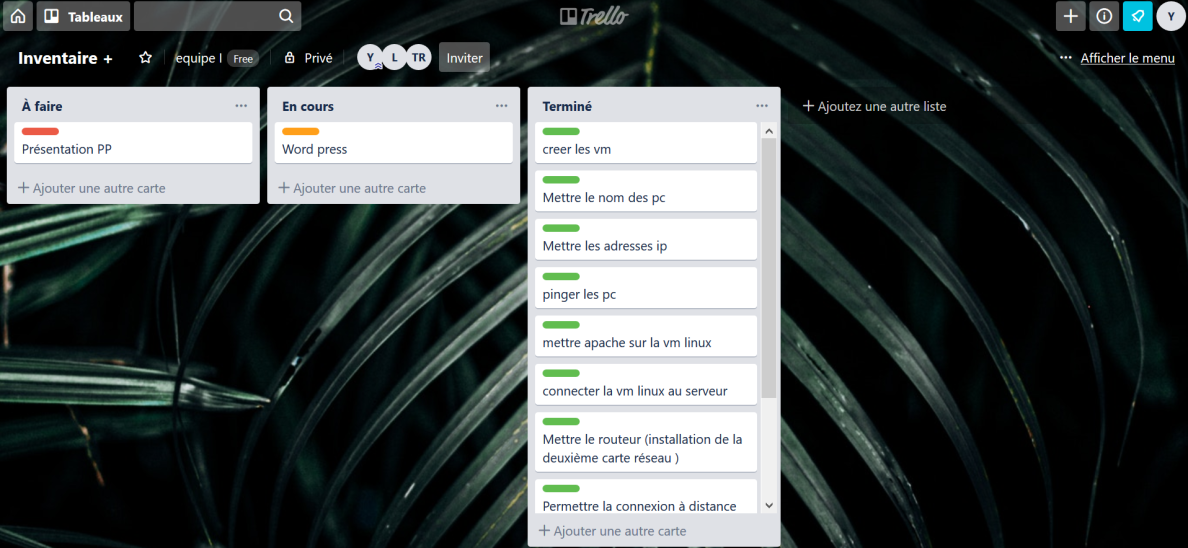 Tableaux
Trello
Y
Inventaire +
equipe I Free
Privé
Y L TR
Inviter
Afficher le menu
À faire
Présentation PP
Ajouter une autre carte
En cours
Word press
Ajouter une autre carte
Terminé
creer les vm
Mettre le nom des pc
Mettre les adresses ip
pinger les pc
mettre apache sur la vm linux
connecter la vm linux au serveur
Mettre le routeur (installation de la
deuxième carte réseau )
Permettre la connexion à distance
Ajouter une autre carte
Ajoutez une autre liste